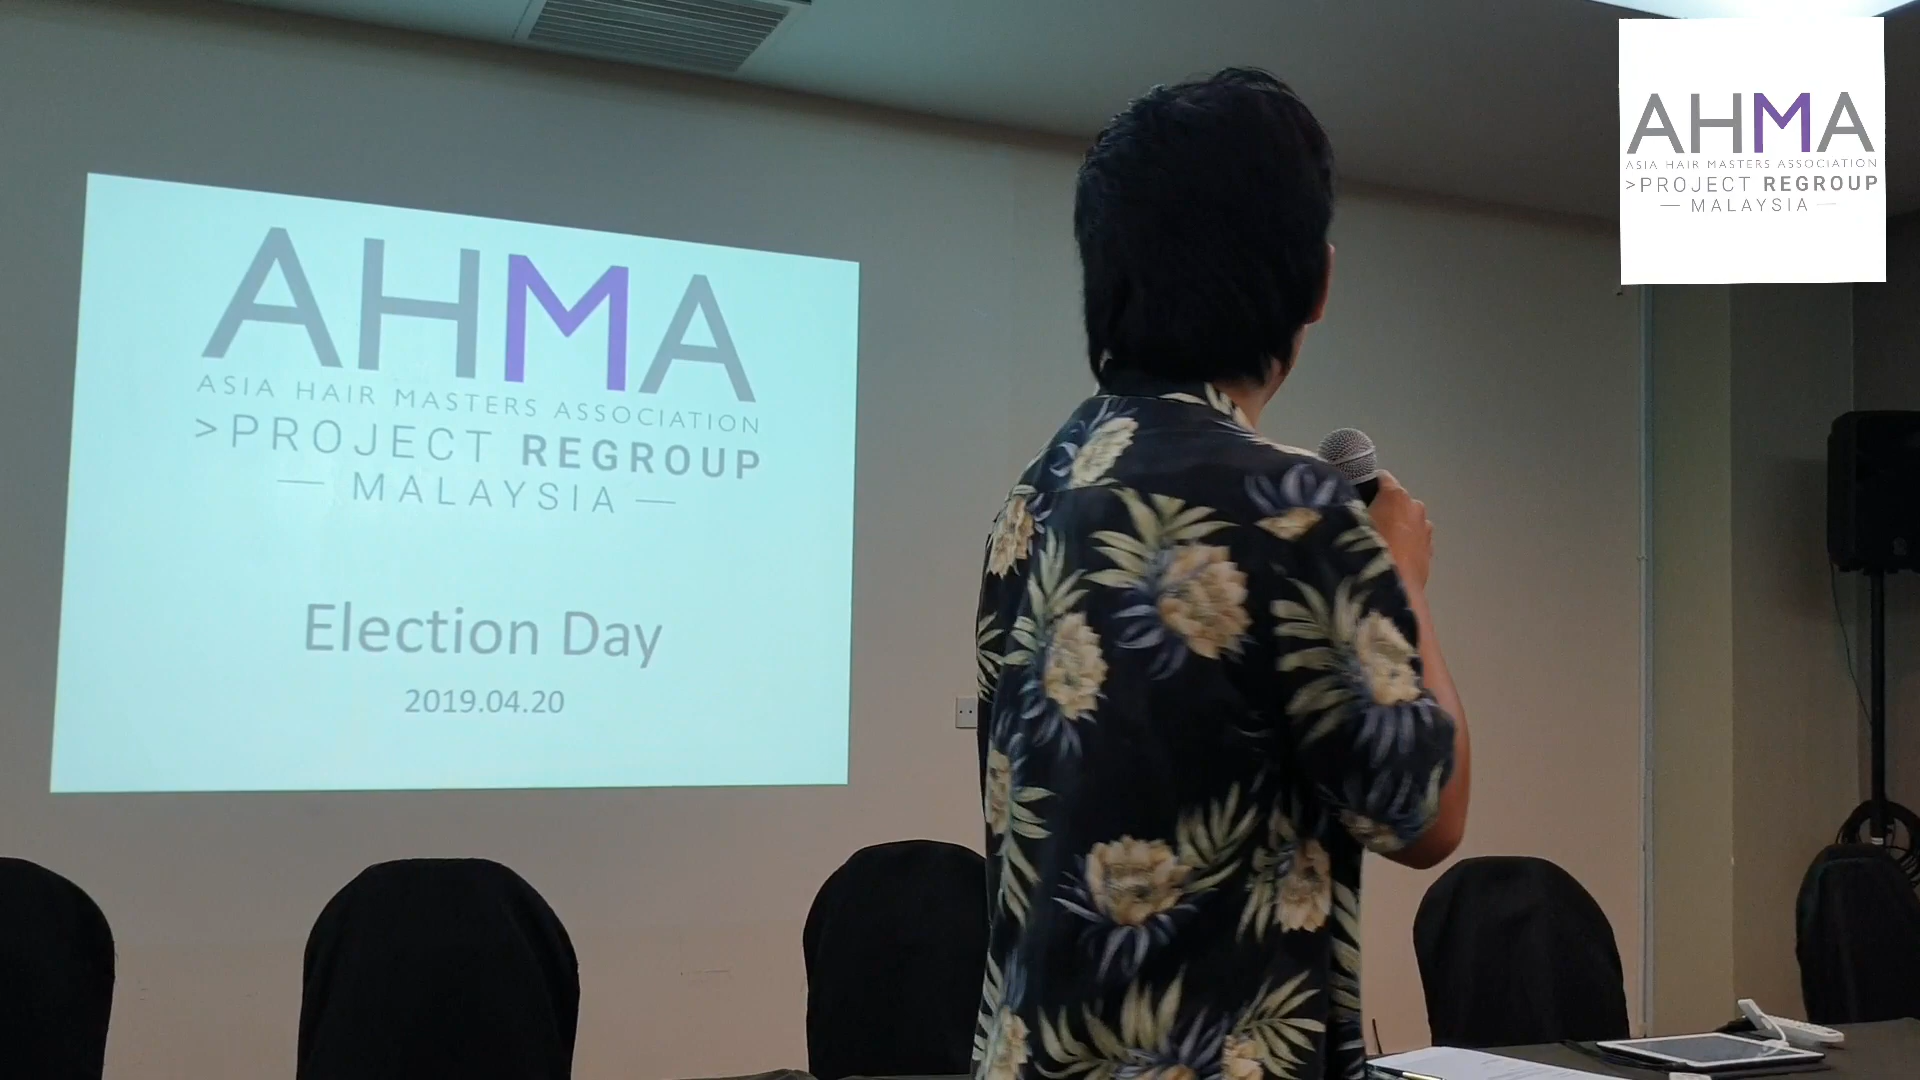 AHMA
ASIA HAIR MASTERS ASSOCIATION
>PROJECT REGROUP
— MALAYSIA —
Election Day
2019.04.20
AHMA
ASIA HAIR MASTERS ASSOCIATION
>PROJECT REGROUP
— MALAYSIA —